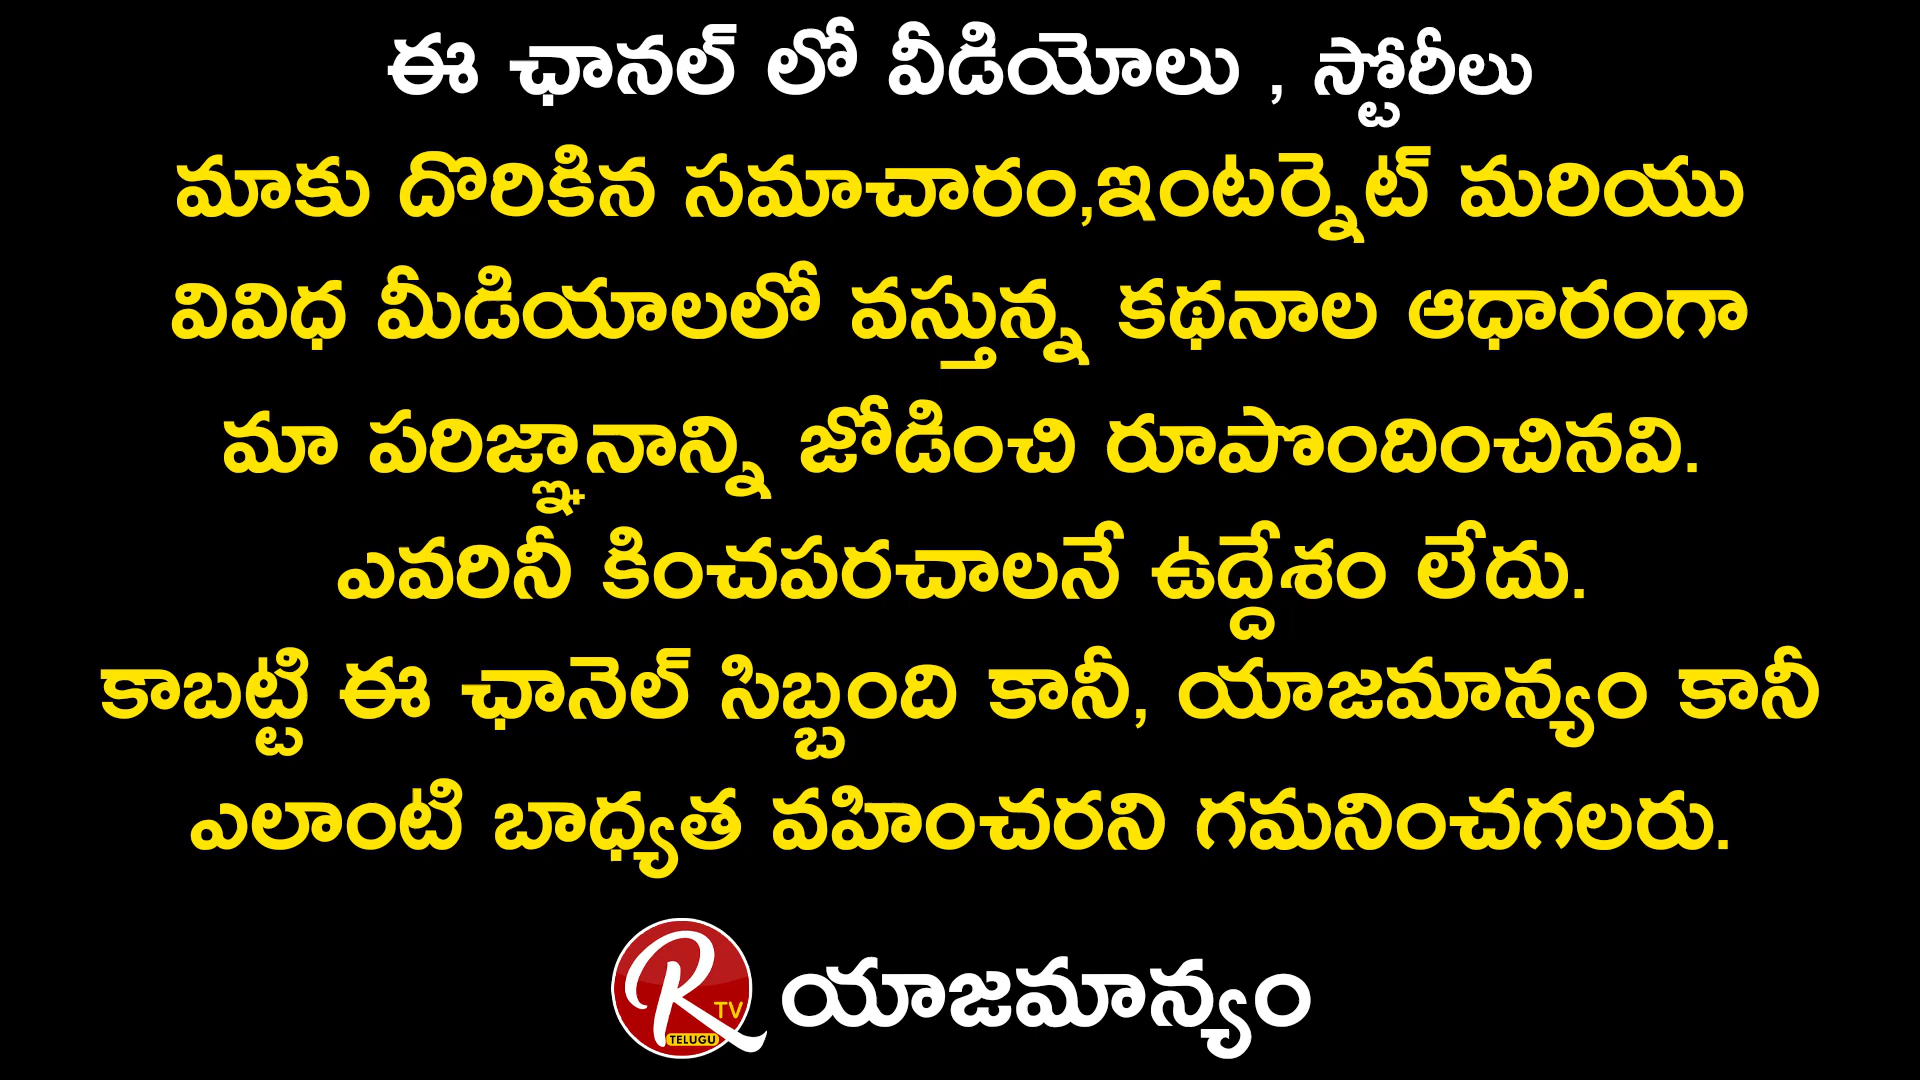 ఈ ఛానల్ లో వీడియోలు , స్టోరీలు
మాకు దొరికిన సమాచారం,ఇంటర్నెట్ మరియు
వివిధ మీడియాలలో వస్తున్న కథనాల ఆధారంగా
మా పరిజ్ఞానాన్ని జోడించి రూపొందించినవి.
ఎవరినీ కించపరచాలనే ఉద్దేశం లేదు.
కాబట్టి ఈ ఛానెల్ సిబ్బంది కానీ, యాజమాన్యం కానీ
ఎలాంటి బాధ్యత వహించరని గమనించగలరు.
R TV TELUGU యాజమాన్యం